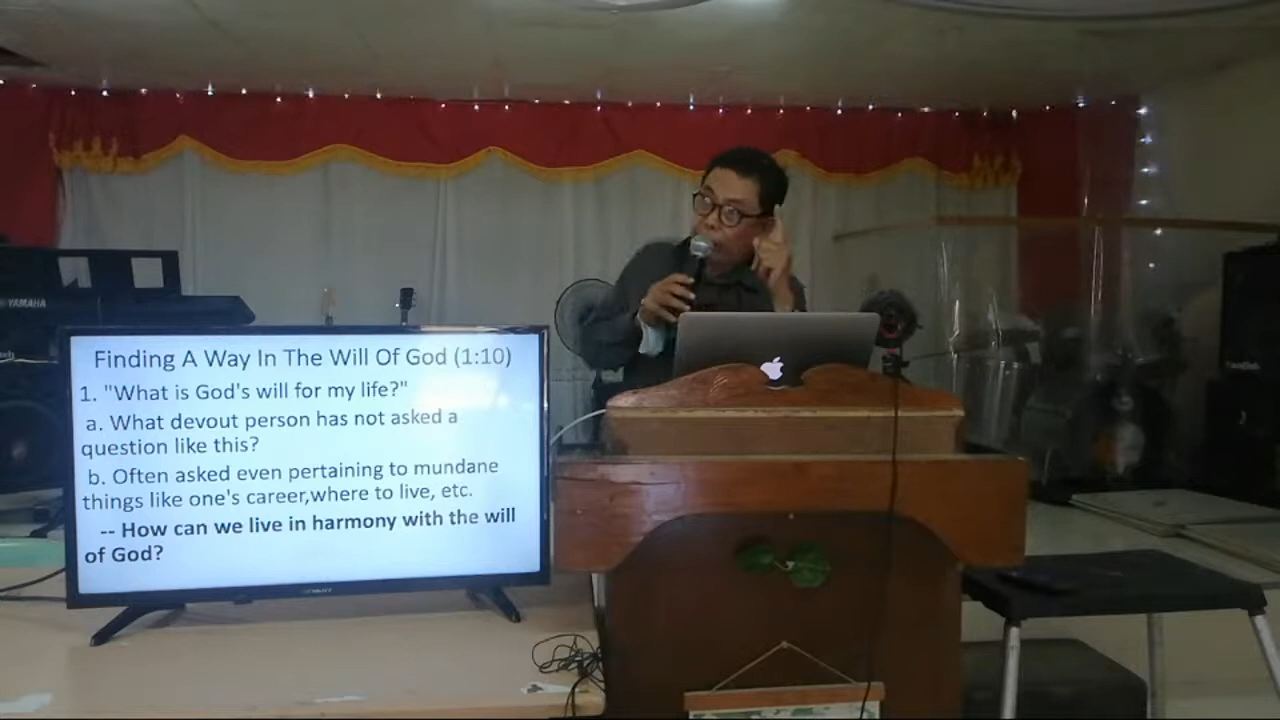 YAMAHA
Finding A Way In The Will Of God (1:10)
1. "What is God's will for my life?"
a. What devout person has not asked a
question like this?
b. Often asked even pertaining to mundane
things like one's career,where to live, etc.
-- How can we live in harmony with the will
of God?